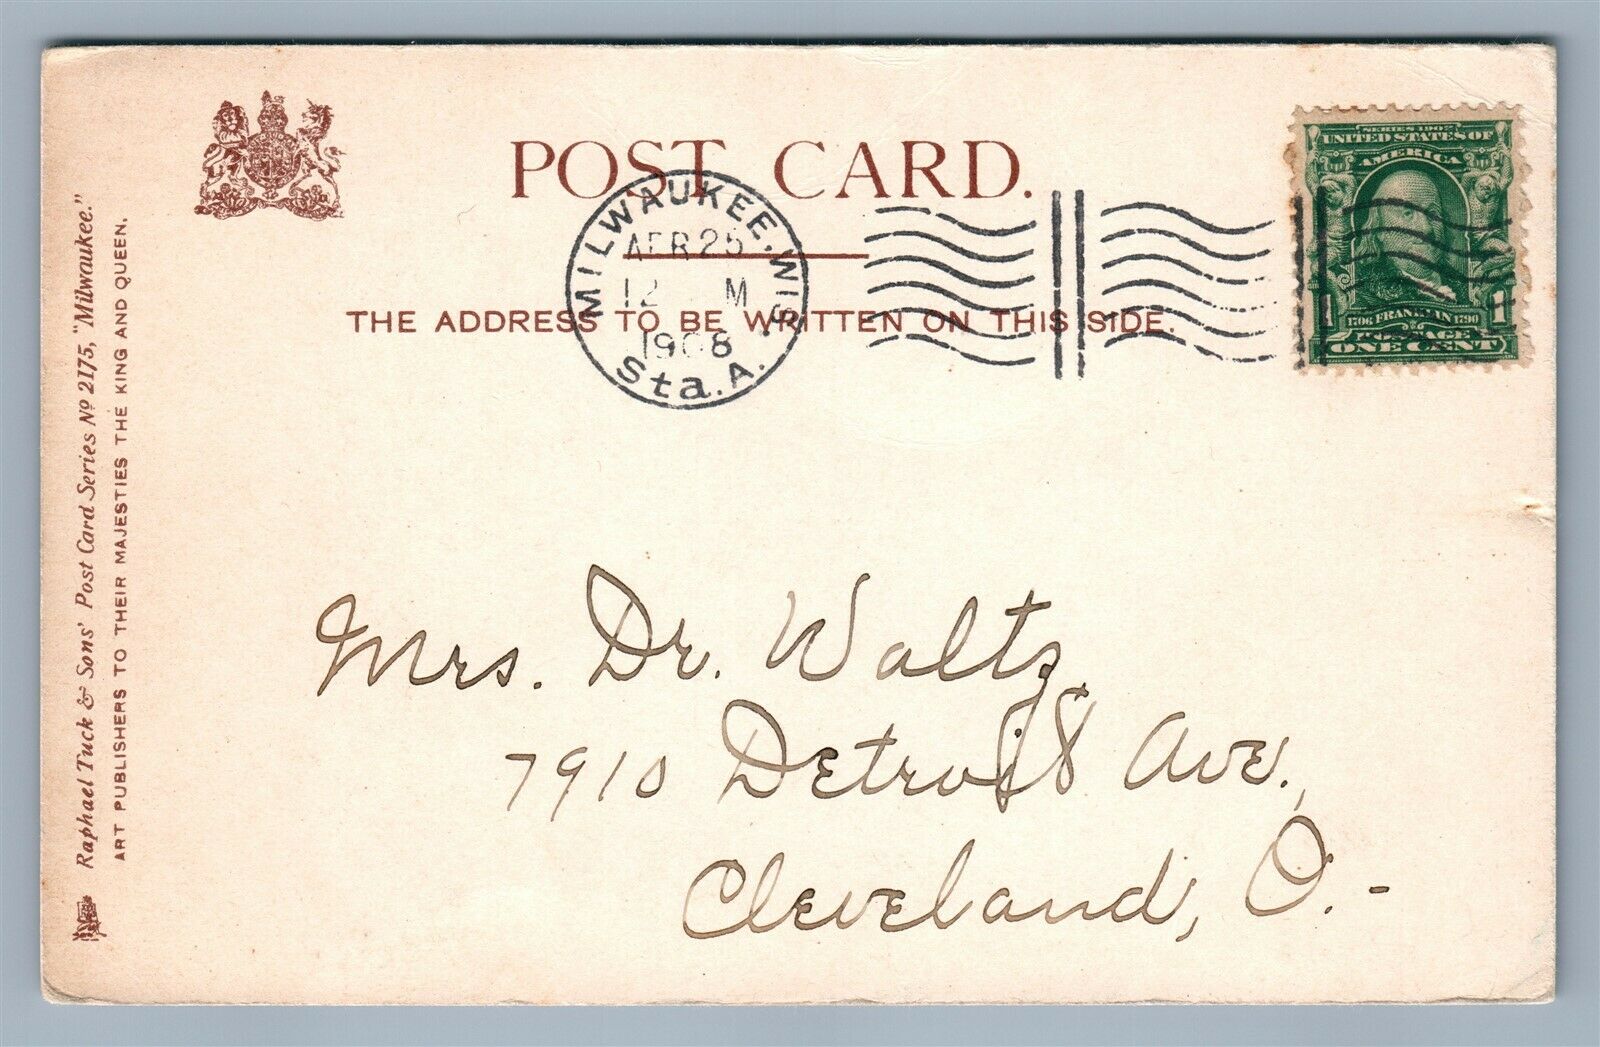 POST CARD.
THE ADDRESS TO BE WRITTEN ON THIS SIDE.
MILWAUKEE, WIS.
APR 25
12 M
1908
Sta. A.
SERIES 1902
UNITED STATES OF
AMERICA
1706 FRANKLIN 1790
1 1
POSTAGE
ONE CENT
Raphael Tuck & Sons' Post Card Series No 2175, "Milwaukee."
ART PUBLISHERS TO THEIR MAJESTIES THE KING AND QUEEN.
Mrs. Dr. Waltz
7910 Detroit Ave.,
Cleveland, O.-